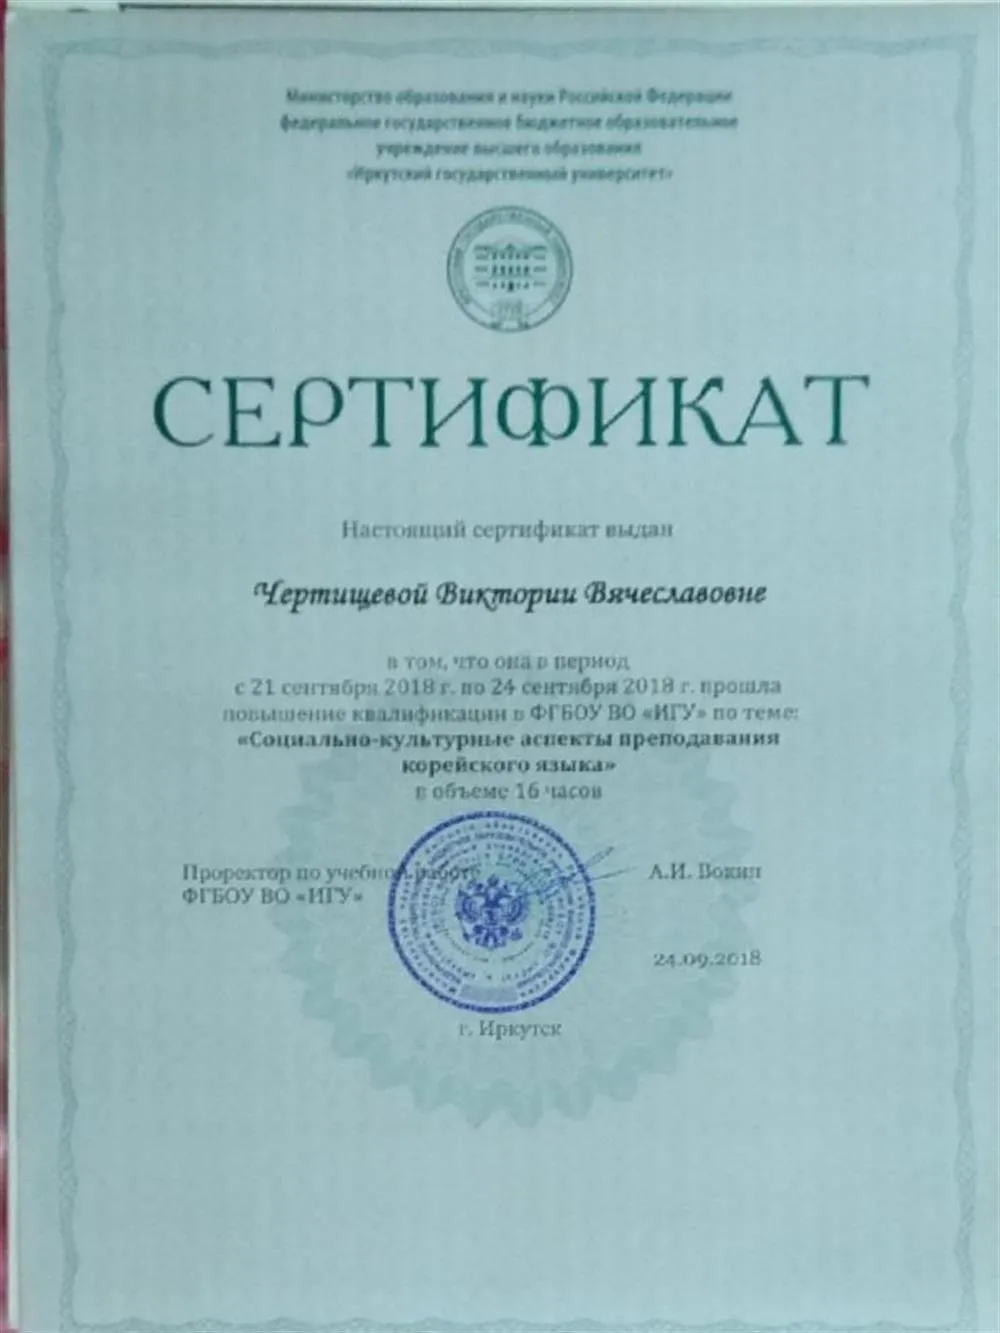 Министерство образования и науки Российской Федерации
федеральное государственное бюджетное образовательное
учреждение высшего образования
«Иркутский государственный университет»
СЕРТИФИКАТ
Настоящий сертификат выдан
Чертищевой Виктории Вячеславовне
в том, что она в период
с 21 сентября 2018 г. по 24 сентября 2018 г. прошла
повышение квалификации в ФГБОУ ВО «ИГУ» по теме:
«Социально-культурные аспекты преподавания
корейского языка»
в объеме 16 часов
Проректор по учебной работе
ФГБОУ ВО «ИГУ»
А.И. Вокин
24.09.2018
г. Иркутск